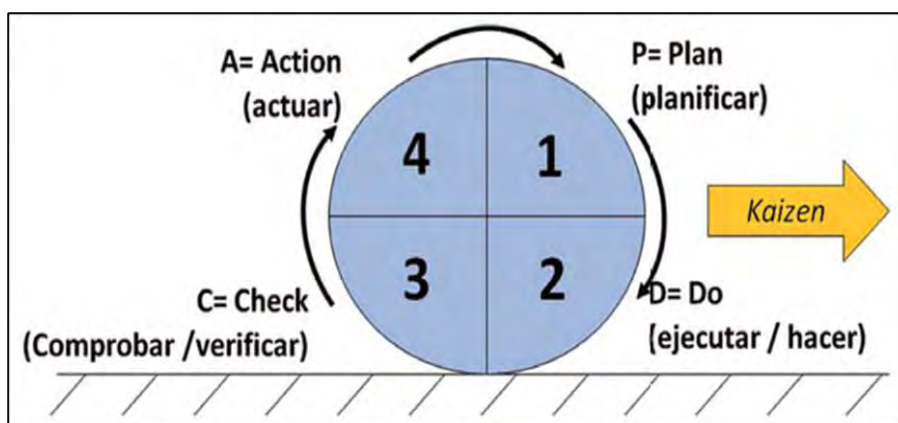 A= Action
(actuar)
P= Plan
(planificar)
4
1
Kaizen
3
2
C= Check
(Comprobar /verificar)
D= Do
(ejecutar / hacer)